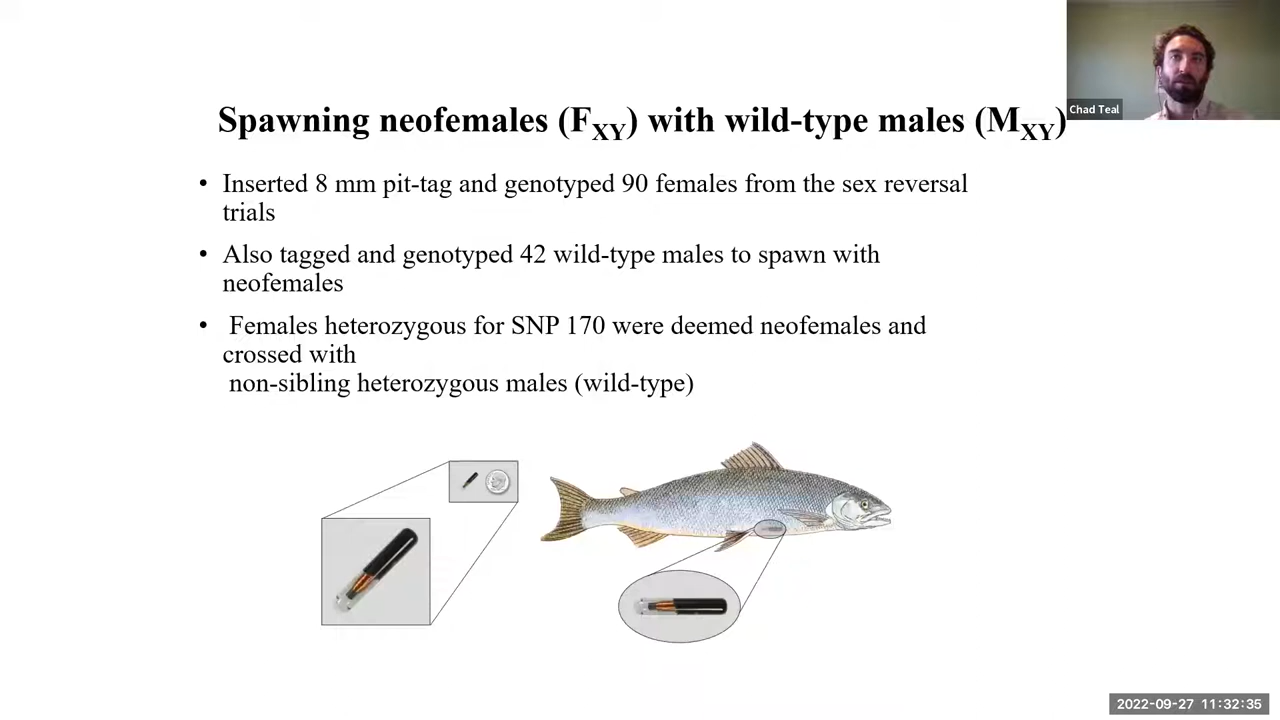 Chad Teal
Spawning neofemales (FXY) with wild-type males (MXY)
• Inserted 8 mm pit-tag and genotyped 90 females from the sex reversal
trials
• Also tagged and genotyped 42 wild-type males to spawn with
neofemales
• Females heterozygous for SNP 170 were deemed neofemales and
crossed with
non-sibling heterozygous males (wild-type)
2022-09-27 11:32:35